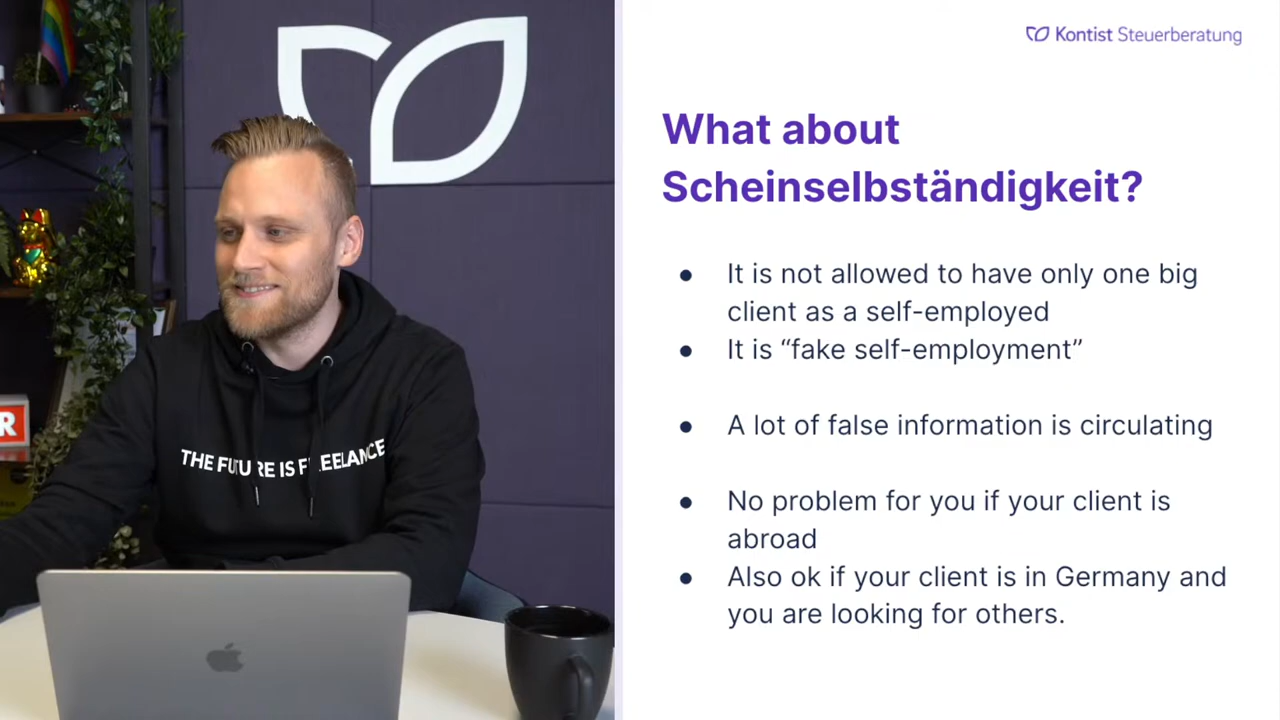 Kontist Steuerberatung
What about
Scheinselbständigkeit?
● It is not allowed to have only one big
client as a self-employed
● It is “fake self-employment”
● A lot of false information is circulating
● No problem for you if your client is
abroad
● Also ok if your client is in Germany and
you are looking for others.
THE FUTURE IS FREELANCE
R